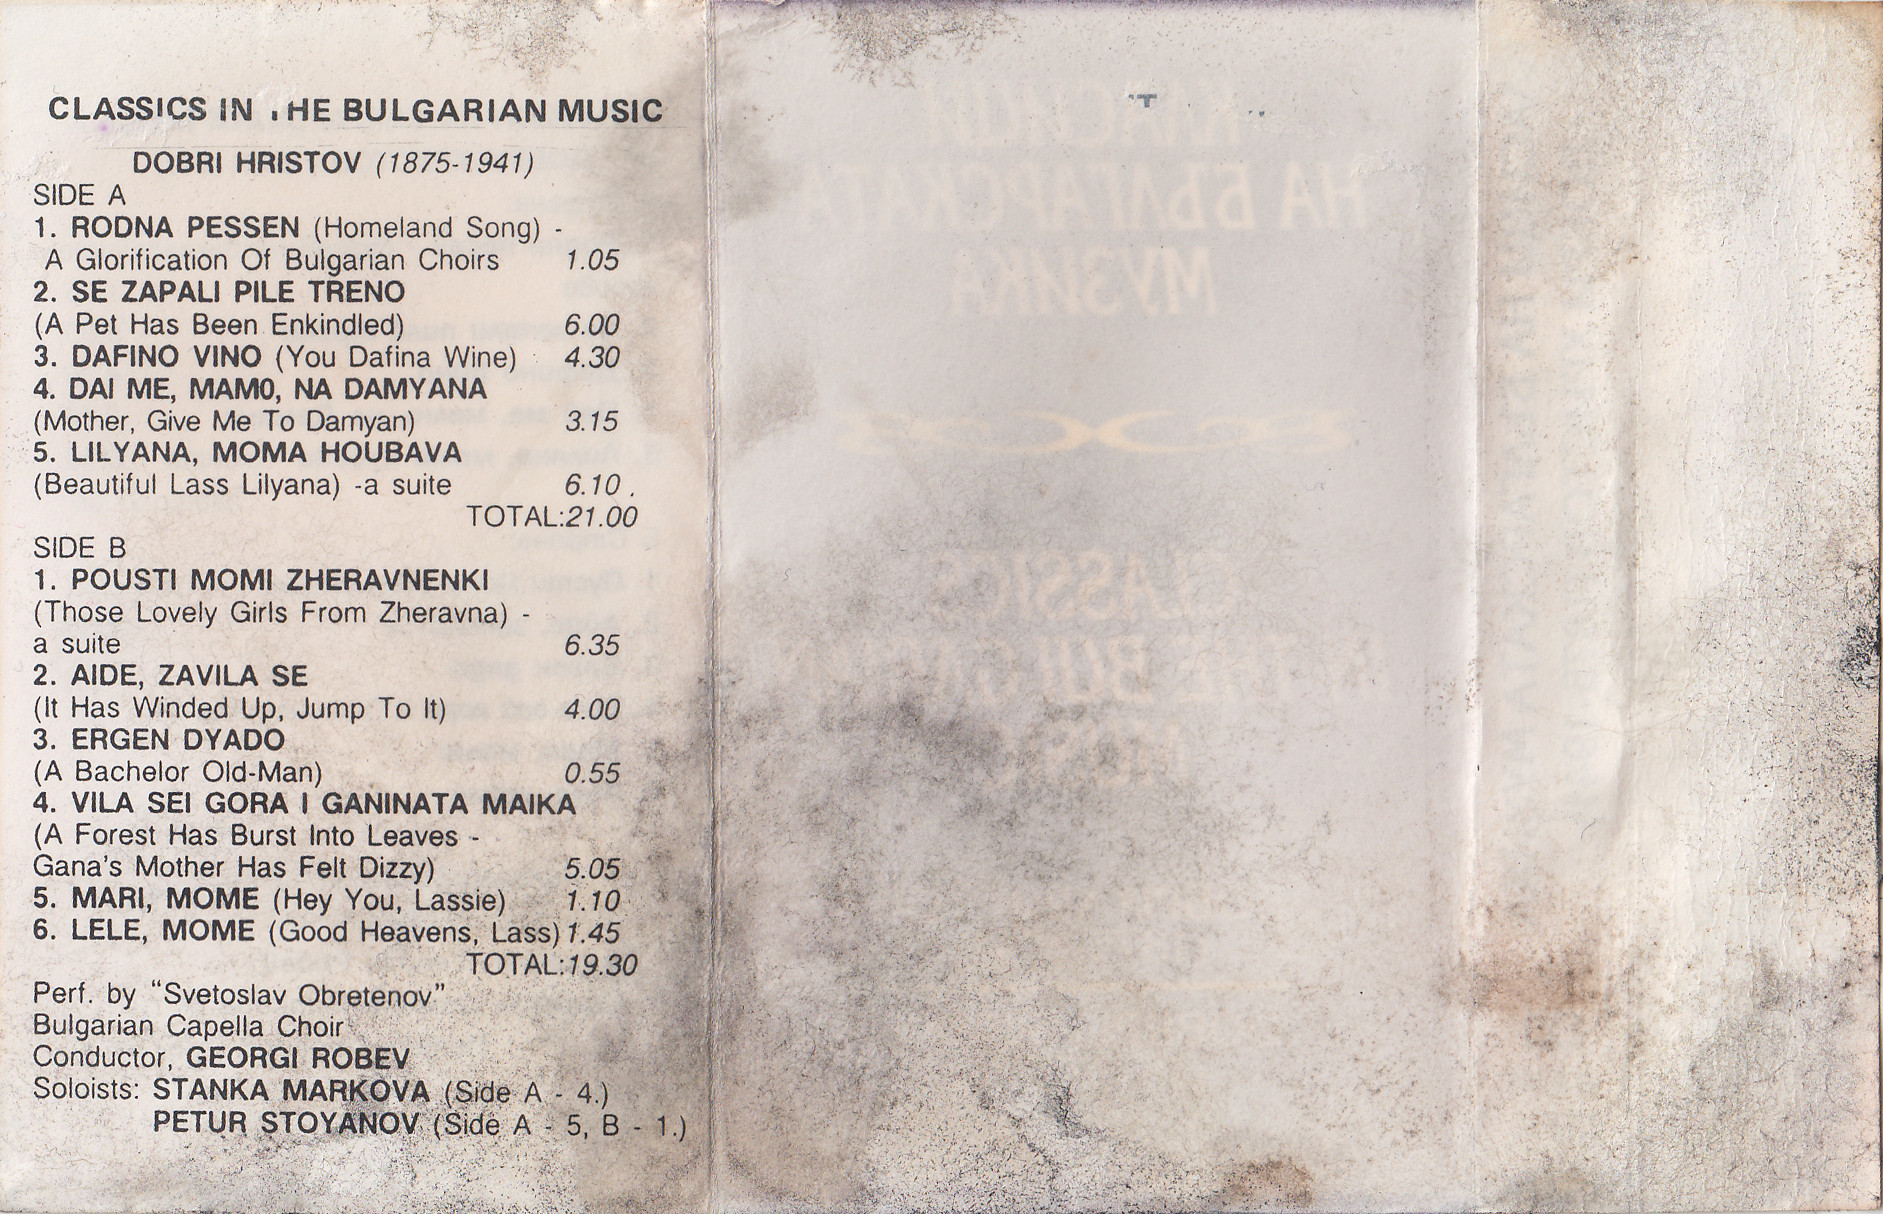 CLASSICS IN THE BULGARIAN MUSIC
DOBRI HRISTOV (1875-1941)
SIDE A
1. RODNA PESSEN (Homeland Song) -
A Glorification Of Bulgarian Choirs 1.05
2. SE ZAPALI PILE TRENO
(A Pet Has Been Enkindled) 6.00
3. DAFINO VINO (You Dafina Wine) 4.30
4. DAI ME, MAMO, NA DAMYANA
(Mother, Give Me To Damyan) 3.15
5. LILYANA, MOMA HOUBAVA
(Beautiful Lass Lilyana) -a suite 6.10.
TOTAL:21.00
SIDE B
1. POUSTI MOMI ZHERAVNENKI
(Those Lovely Girls From Zheravna) -
a suite 6.35
2. AIDE, ZAVILA SE
(It Has Winded Up, Jump To It) 4.00
3. ERGEN DYADO
(A Bachelor Old-Man) 0.55
4. VILA SEI GORA I GANINATA MAIKA
(A Forest Has Burst Into Leaves -
Gana's Mother Has Felt Dizzy) 5.05
5. MARI, MOME (Hey You, Lassie) 1.10
6. LELE, MOME (Good Heavens, Lass) 1.45
TOTAL:19.30
Perf. by "Svetoslav Obretenov"
Bulgarian Capella Choir
Conductor, GEORGI ROBEV
Soloists: STANKA MARKOVA (Side A - 4.)
PETUR STOYANOV (Side A - 5, B - 1.)
КЛАСИЦИ
НА БЪЛГАРСКАТА
МУЗИКА
CLASSICS